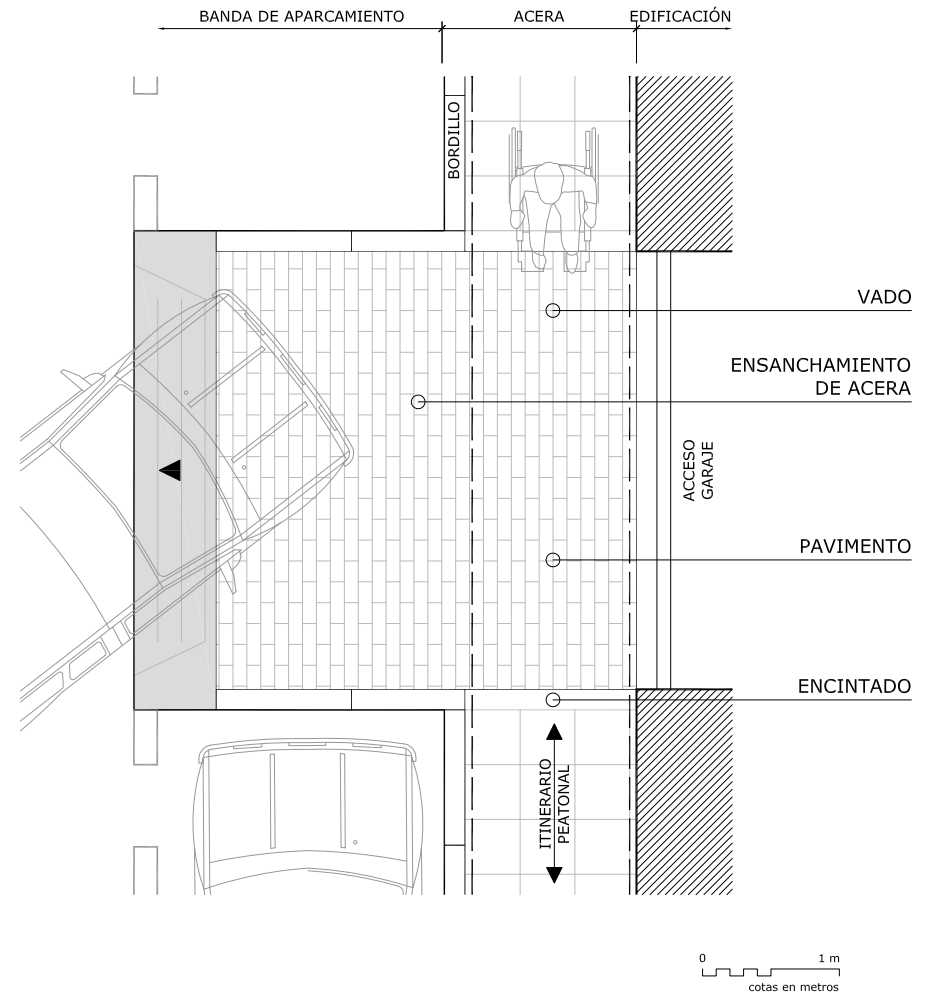 BANDA DE APARCAMIENTO
ACERA
EDIFICACIÓN
BORDILLO
VADO
ENSANCHAMIENTO
DE ACERA
ACCESO
GARAJE
PAVIMENTO
ENCINTADO
ITINERARIO
PEATONAL
0
1 m
cotas en metros